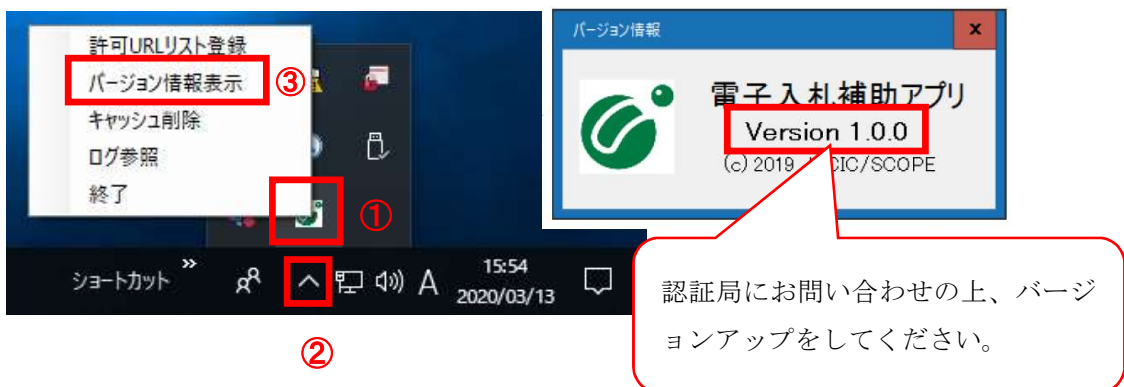 許可URLリスト登録
バージョン情報表示
③
キャッシュ削除
ログ参照
終了
①
ショートカット
»
A
15:54
2020/03/13
②
バージョン情報
x
電子入札補助アプリ
Version 1.0.0
(c) 2019 CIC/SCOPE
認証局にお問い合わせの上、バージ
ョンアップをしてください。